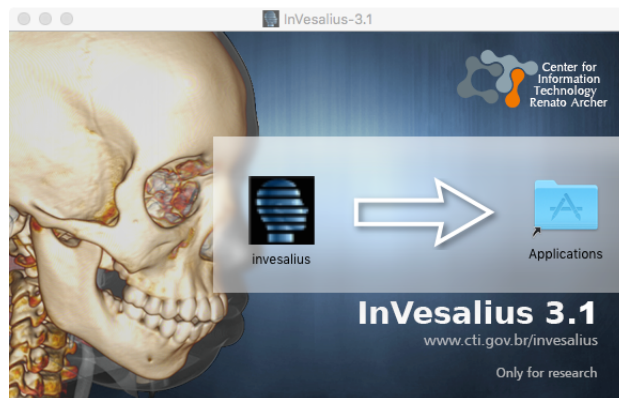 InVesalius-3.1
Center for
Information
Technology
Renato Archer
invesalius
Applications
InVesalius 3.1
www.cti.gov.br/invesalius
Only for research